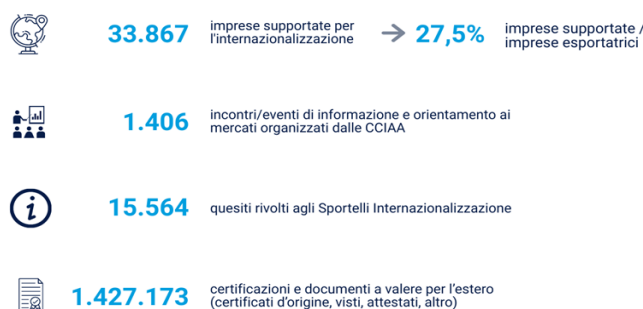 33.867 imprese supportate per
l'internazionalizzazione
27,5% imprese supportate /
imprese esportatrici
1.406 incontri/eventi di informazione e orientamento ai
mercati organizzati dalle CCIAA
i
15.564 quesiti rivolti agli Sportelli Internazionalizzazione
1.427.173 certificazioni e documenti a valere per l'estero
(certificati d'origine, visti, attestati, altro)